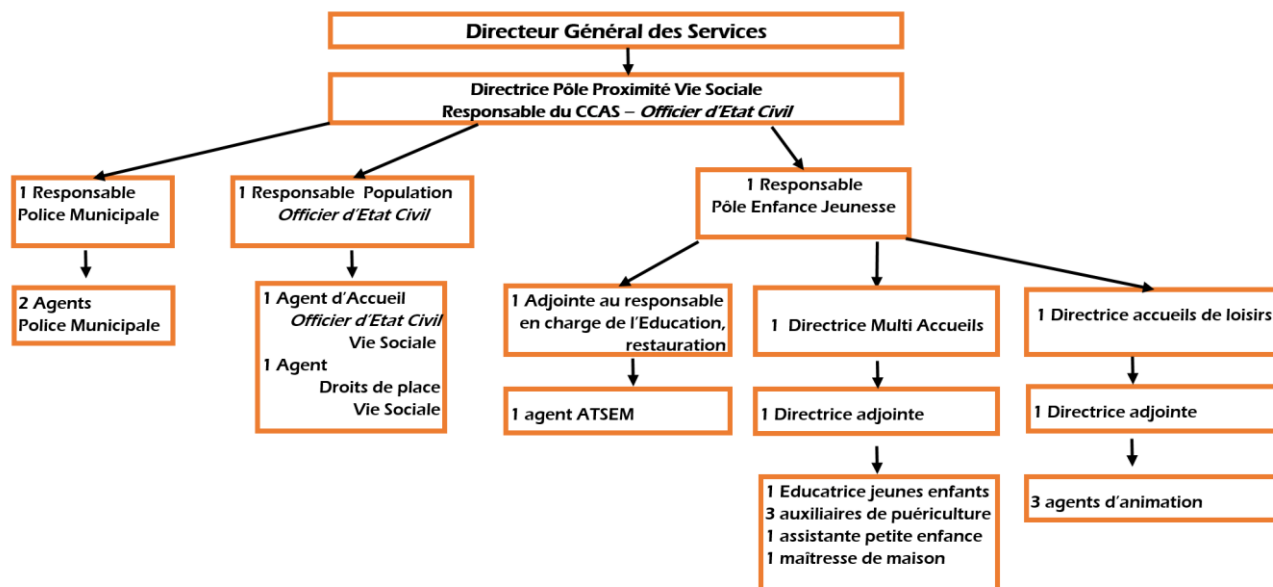 Directeur Général des Services
Directrice Pôle Proximité Vie Sociale
Responsable du CCAS – Officier d'Etat Civil
1 Responsable
Police Municipale
1 Responsable Population
Officier d'Etat Civil
1 Responsable
Pôle Enfance Jeunesse
2 Agents
Police Municipale
1 Agent d'Accueil
Officier d'Etat Civil
Vie Sociale
1 Agent
Droits de place
Vie Sociale
1 Adjointe au responsable
en charge de l'Education,
restauration
1 Directrice Multi Accueils
1 Directrice accueils de loisirs
1 agent ATSEM
1 Directrice adjointe
1 Directrice adjointe
1 Educatrice jeunes enfants
3 auxiliaires de puériculture
1 assistante petite enfance
1 maîtresse de maison
3 agents d'animation